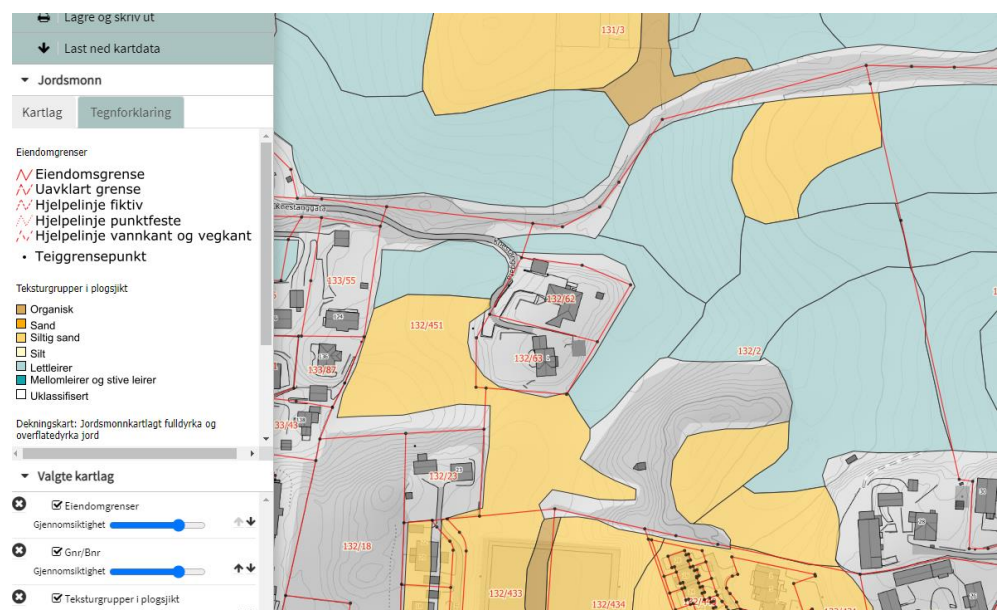 Lagre og skriv ut
Last ned kartdata
Jordsmonn
Kartlag
Tegnforklaring
Eiendomgrenser
Eiendomsgrense
Uavklart grense
Hjelpelinje fiktiv
Hjelpelinje punktfeste
Hjelpelinje vannkant og vegkant
Teiggrensepunkt
Teksturgrupper i plogsjikt
Organisk
Sand
Siltig sand
Silt
Lettleirer
Mellomleirer og stive leirer
Uklassifisert
Dekningskart: Jordsmonnkartlagt fulldyrka og
overflatedyrka jord
Valgte kartlag
Eiendomgrenser
Gjennomsiktighet
Gnr/Bnr
Gjennomsiktighet
Teksturgrupper i plogsjikt
131/3
133/55
132/62
132/451
132/63
132/2
133/87
133/43
132/23
132/18
132/433
132/434